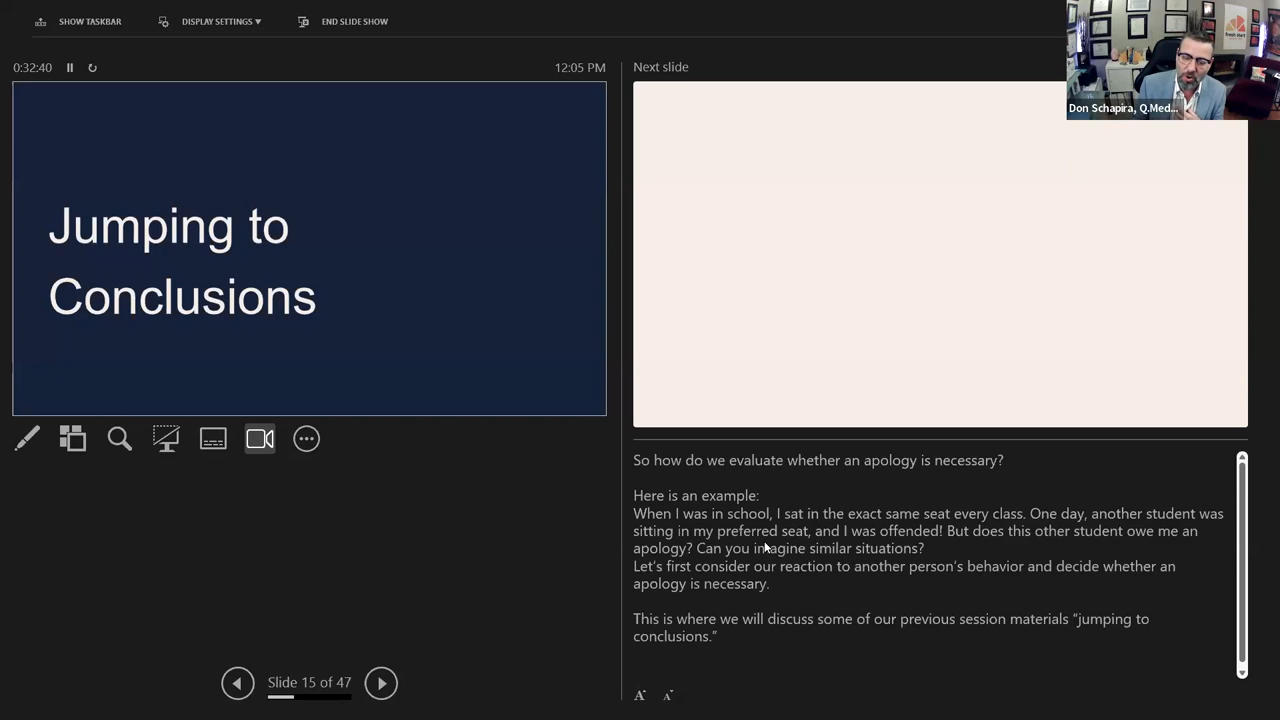 SHOW TASKBAR
DISPLAY SETTINGS ▼
END SLIDE SHOW
0:32:40
12:05 PM
Next slide
fresh start
Don Schapira, Q.Med...
Jumping to
Conclusions
So how do we evaluate whether an apology is necessary?
Here is an example:
When I was in school, I sat in the exact same seat every class. One day, another student was
sitting in my preferred seat, and I was offended! But does this other student owe me an
apology? Can you imagine similar situations?
Let's first consider our reaction to another person's behavior and decide whether an
apology is necessary.
This is where we will discuss some of our previous session materials “jumping to
conclusions.”
Slide 15 of 47
A
A